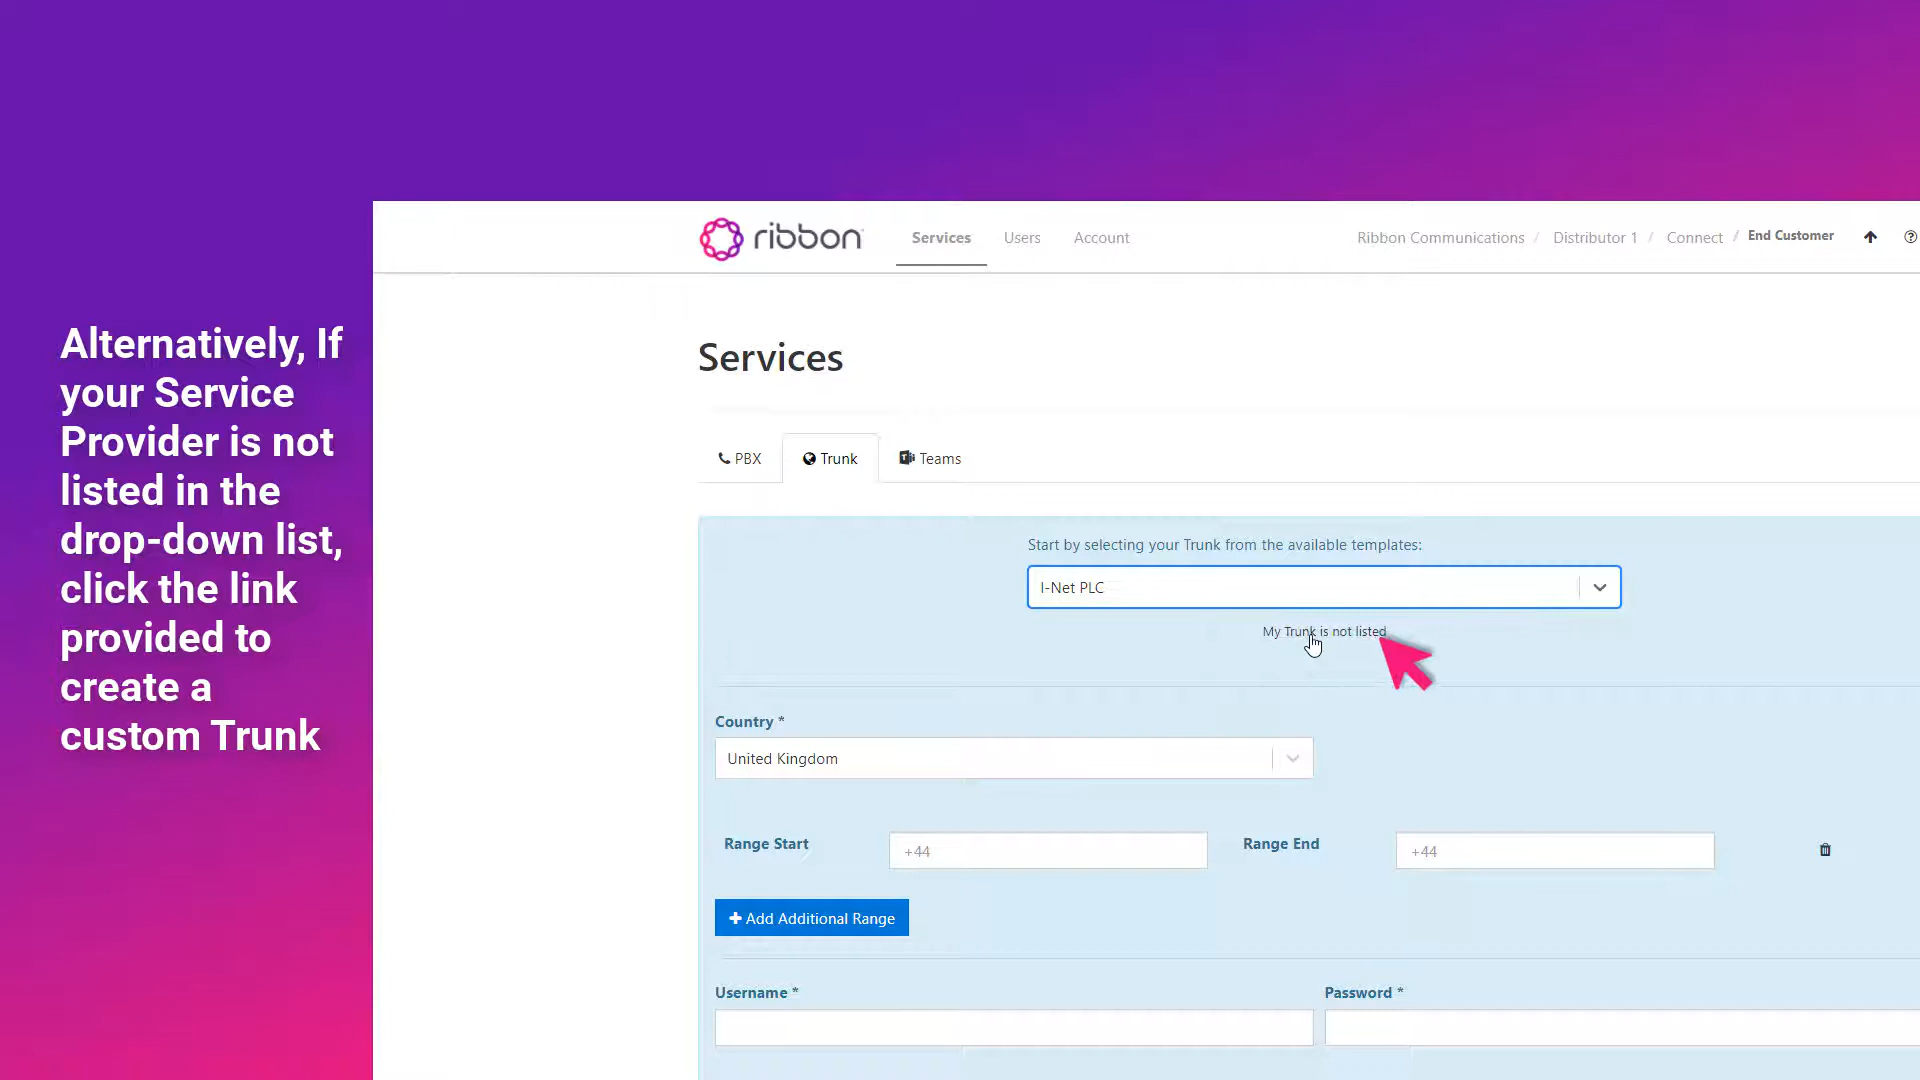 Alternatively, If
your Service
Provider is not
listed in the
drop-down list,
click the link
provided to
create a
custom Trunk
ribbon
Services
Users
Account
Ribbon Communications / Distributor 1 / Connect / End Customer
Services
PBX
Trunk
Teams
Start by selecting your Trunk from the available templates:
I-Net PLC
My Trunk is not listed
Country *
United Kingdom
Range Start
+44
Range End
+44
+ Add Additional Range
Username *
Password *